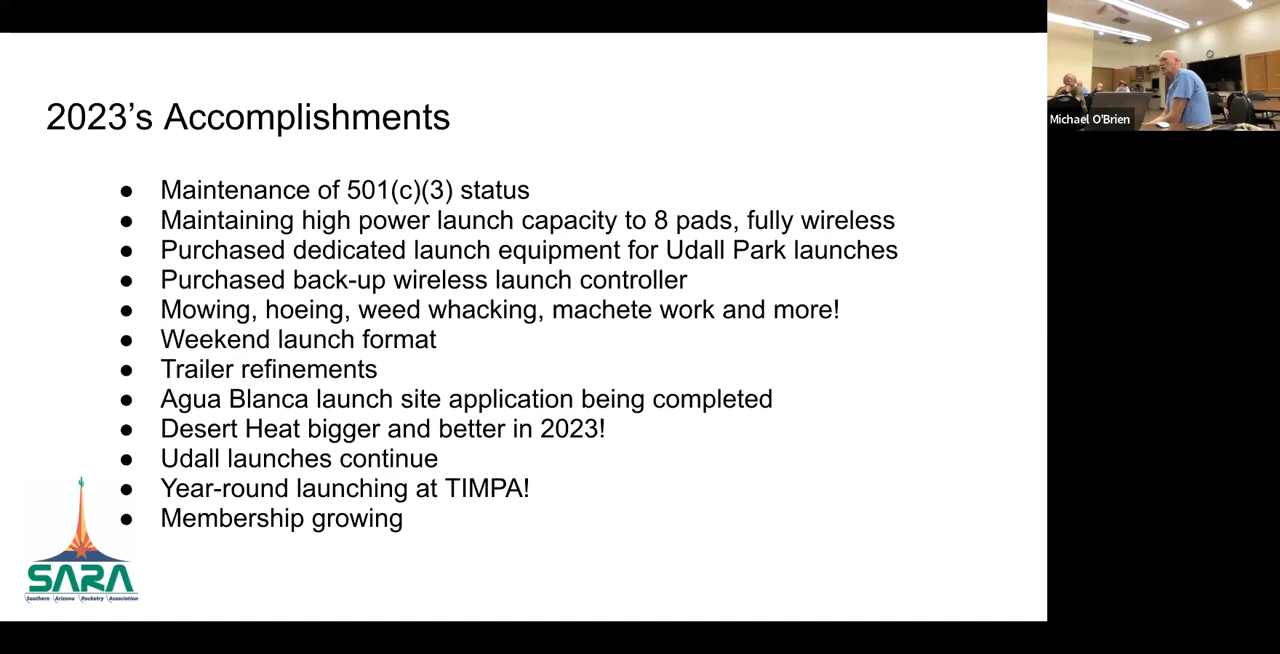 2023's Accomplishments
● Maintenance of 501(c)(3) status
● Maintaining high power launch capacity to 8 pads, fully wireless
● Purchased dedicated launch equipment for Udall Park launches
● Purchased back-up wireless launch controller
● Mowing, hoeing, weed whacking, machete work and more!
● Weekend launch format
● Trailer refinements
● Agua Blanca launch site application being completed
● Desert Heat bigger and better in 2023!
● Udall launches continue
● Year-round launching at TIMPA!
● Membership growing
SARA
Southern Arizona Rocketry Association
Michael O'Brien